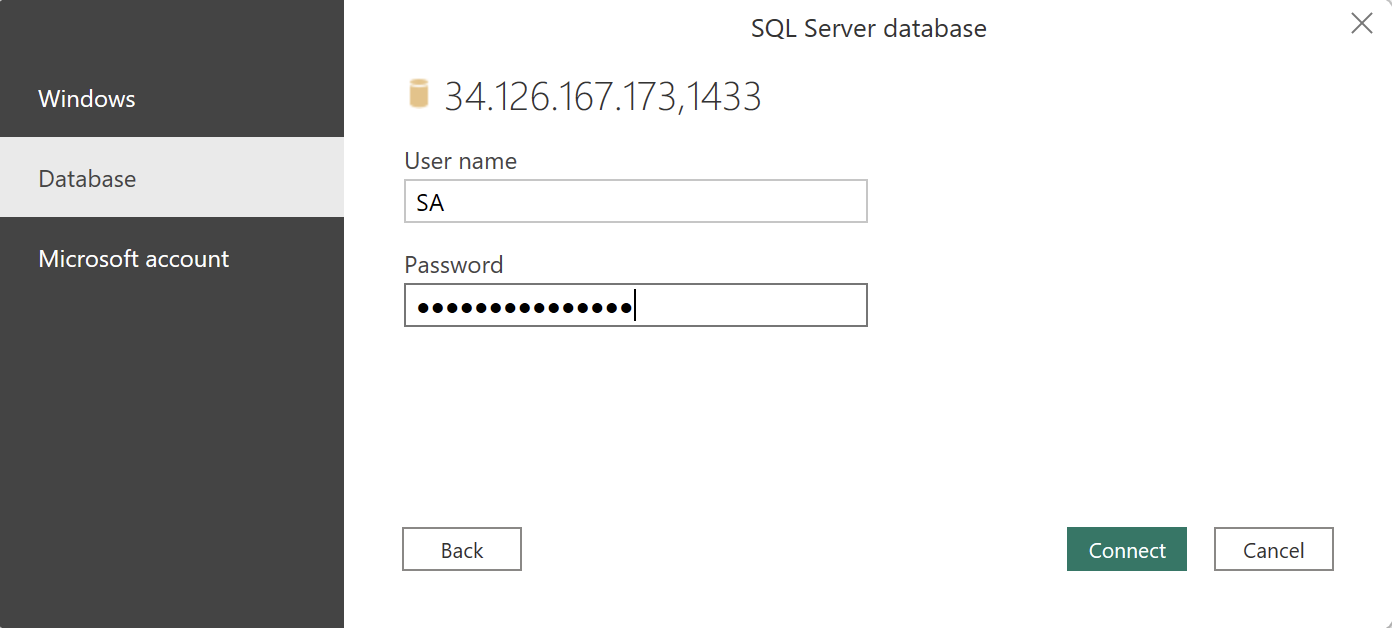 SQL Server database
Windows
Database
Microsoft account
34.126.167.173,1433
User name
SA
Password
●●●●●●●●●●●●●●●
Back
Connect
Cancel